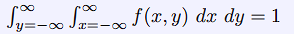 ∫_{y=−∞}^{∞} ∫_{x=−∞}^{∞} f(x, y) dx dy = 1